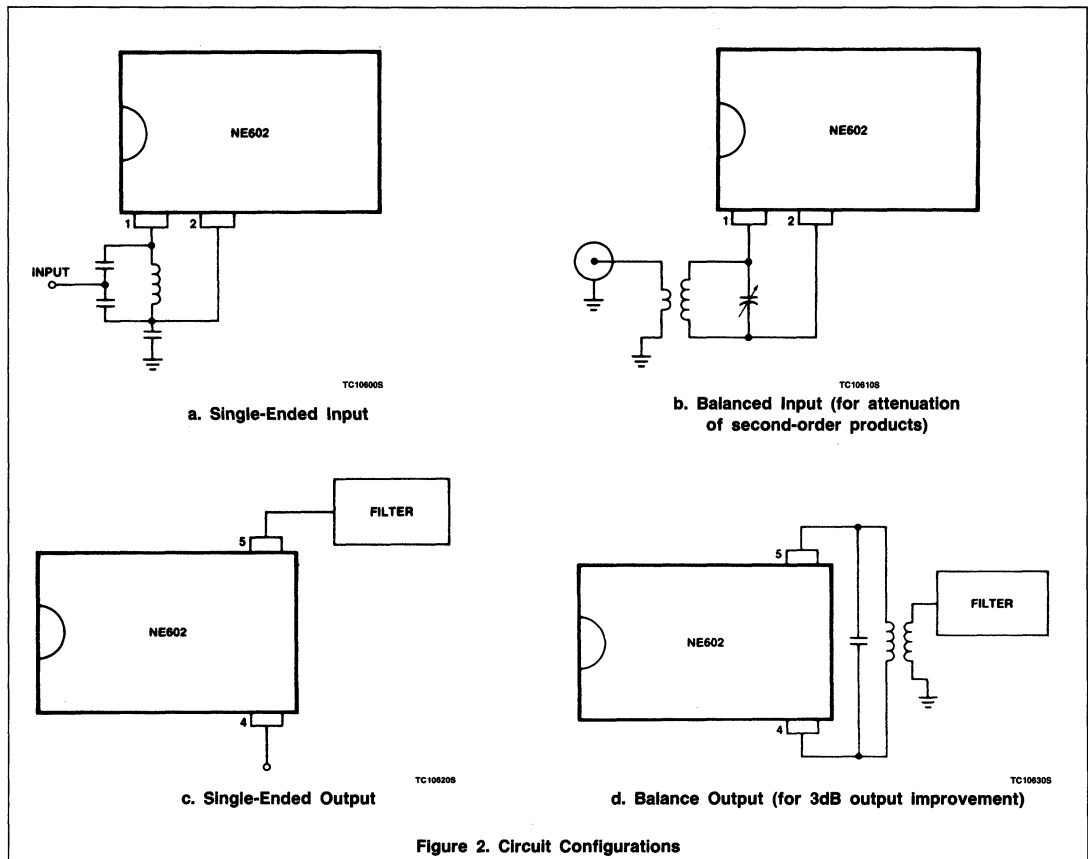 NE602
1
2
INPUT
TC10600S
a. Single-Ended Input
NE602
1
2
TC10610S
b. Balanced Input (for attenuation
of second-order products)
FILTER
5
NE602
4
TC10620S
c. Single-Ended Output
5
FILTER
NE602
4
TC10630S
d. Balance Output (for 3dB output improvement)
Figure 2. Circuit Configurations